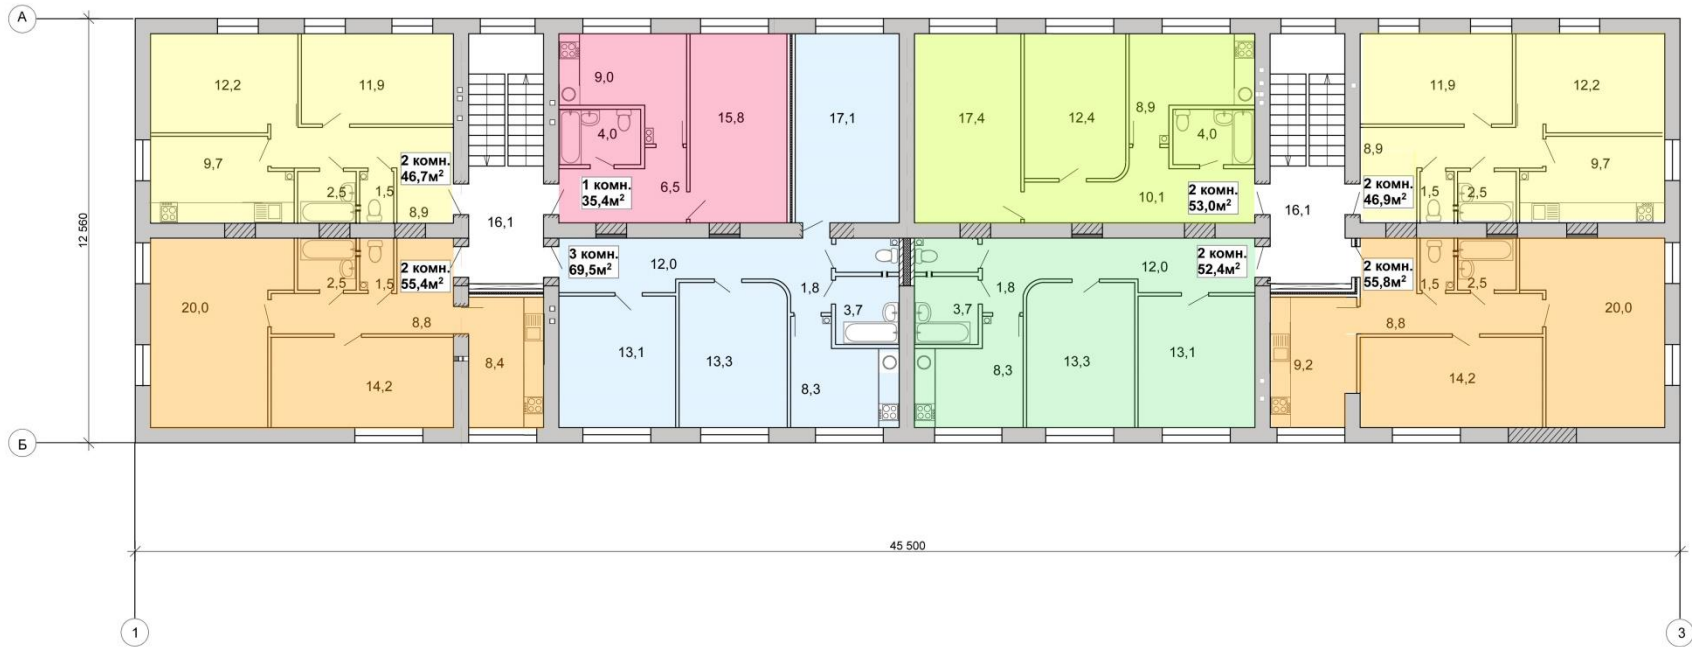 А
12,2
11,9
9,7
2,5
1,5
8,9
2 комн.
46,7м²
16,1
9,0
4,0
6,5
15,8
1 комн.
35,4м²
17,1
17,4
12,4
8,9
4,0
10,1
2 комн.
53,0м²
16,1
11,9
12,2
8,9
9,7
1,5
2,5
2 комн.
46,9м²
12 560
20,0
2,5
1,5
2 комн.
55,4м²
8,8
14,2
8,4
3 комн.
69,5м²
12,0
1,8
3,7
13,1
13,3
8,3
12,0
1,8
3,7
8,3
13,3
13,1
2 комн.
52,4м²
2 комн.
55,8м²
1,5
2,5
8,8
9,2
14,2
20,0
Б
45 500
1
3